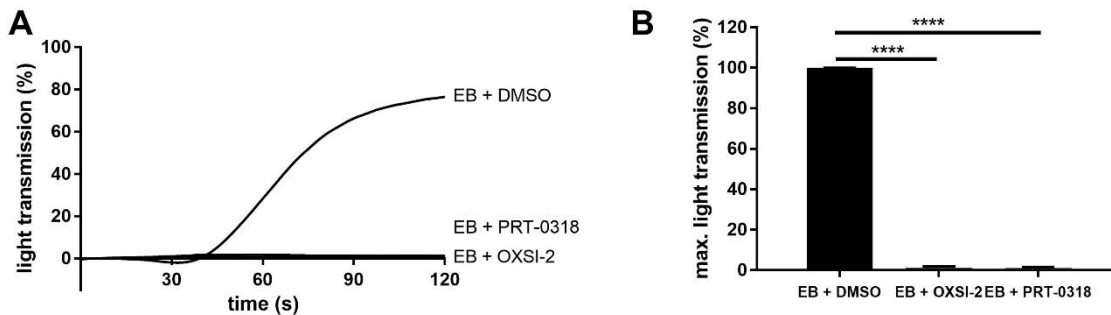 A
light transmission (%)
100
80
60
40
20
0
30
60
90
120
time (s)
EB + DMSO
EB + PRT-0318
EB + OXSI-2
B
max. light transmission (%)
120
100
80
60
40
20
0
****
****
EB + DMSO EB + OXSI-2 EB + PRT-0318